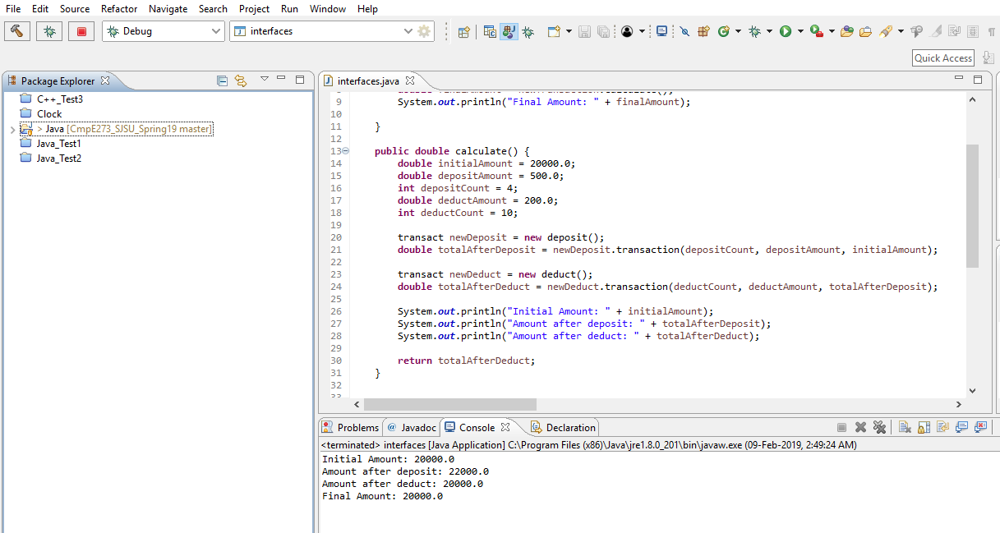 File Edit Source Refactor Navigate Search Project Run Window Help
Debug interfaces
Quick Access
Package Explorer
C++_Test3
Clock
> Java [CmpE273_SJSU_Spring19 master]
Java_Test1
Java_Test2
interfaces.java
9 System.out.println("Final Amount: " + finalAmount);
10
11 }
12
13 public double calculate() {
14 double initialAmount = 20000.0;
15 double depositAmount = 500.0;
16 int depositCount = 4;
17 double deductAmount = 200.0;
18 int deductCount = 10;
19
20 transact newDeposit = new deposit();
21 double totalAfterDeposit = newDeposit.transaction(depositCount, depositAmount, initialAmount);
22
23 transact newDeduct = new deduct();
24 double totalAfterDeduct = newDeduct.transaction(deductCount, deductAmount, totalAfterDeposit);
25
26 System.out.println("Initial Amount: " + initialAmount);
27 System.out.println("Amount after deposit: " + totalAfterDeposit);
28 System.out.println("Amount after deduct: " + totalAfterDeduct);
29
30 return totalAfterDeduct;
31 }
32
Problems Javadoc Console Declaration
<terminated> interfaces [Java Application] C:\Program Files (x86)\Java\jre1.8.0_201\bin\javaw.exe (09-Feb-2019, 2:49:24 AM)
Initial Amount: 20000.0
Amount after deposit: 22000.0
Amount after deduct: 20000.0
Final Amount: 20000.0